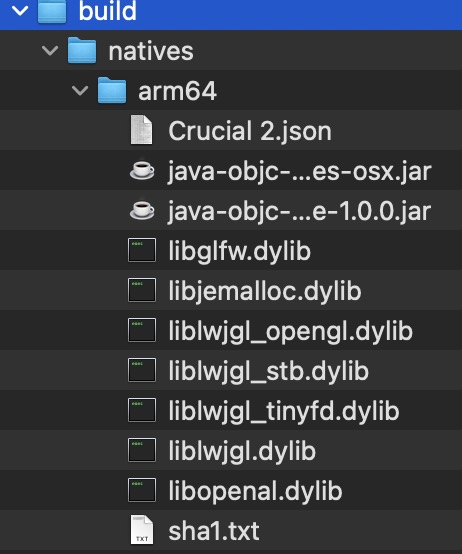 build
natives
arm64
Crucial 2.json
java-objc-...es-osx.jar
java-objc-...e-1.0.0.jar
libglfw.dylib
libjemalloc.dylib
liblwjgl_opengl.dylib
liblwjgl_stb.dylib
liblwjgl_tinyfd.dylib
liblwjgl.dylib
libopenal.dylib
sha1.txt